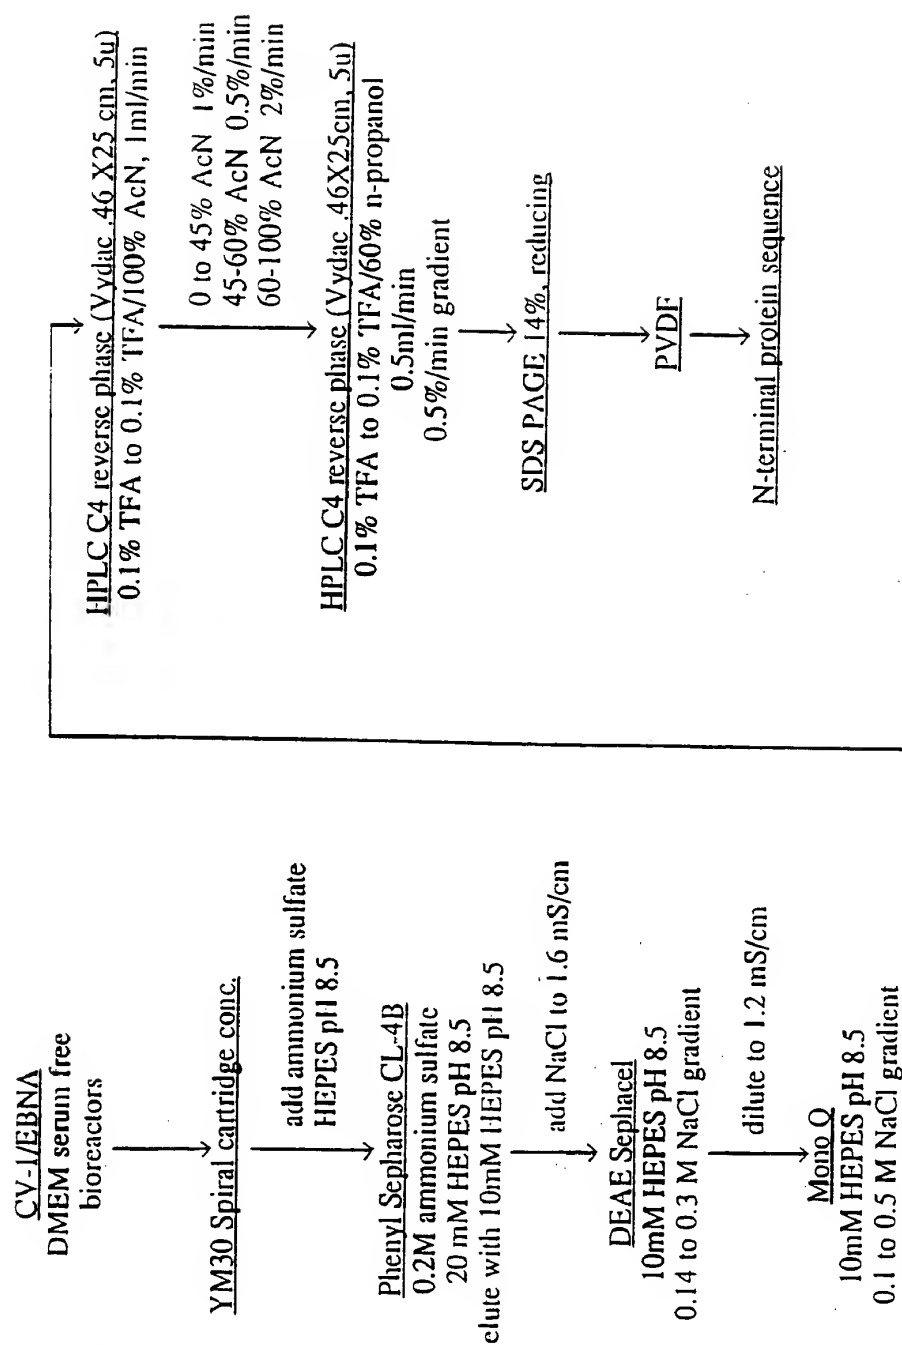 CV-1/EBNA
DMEM serum free
bioreactors
YM30 Spiral cartridge conc.
add ammonium sulfate
HEPES pH 8.5
Phenyl Sepharose CL-4B
0.2M ammonium sulfate
20 mM HEPES pH 8.5
elute with 10mM HEPES pH 8.5
add NaCl to 1.6 mS/cm
DEAE Sephacel
10mM HEPES pH 8.5
0.14 to 0.3 M NaCl gradient
dilute to 1.2 mS/cm
Mono Q
10mM HEPES pH 8.5
0.1 to 0.5 M NaCl gradient
HPLC C4 reverse phase (Vydac .46 X25 cm, 5u)
0.1% TFA to 0.1% TFA/100% AcN, 1ml/min
0 to 45% AcN 1%/min
45-60% AcN 0.5%/min
60-100% AcN 2%/min
HPLC C4 reverse phase (Vydac .46X25cm, 5u)
0.1% TFA to 0.1% TFA/60% n-propanol
0.5ml/min
0.5%/min gradient
SDS PAGE 14%, reducing
PVDF
N-terminal protein sequence